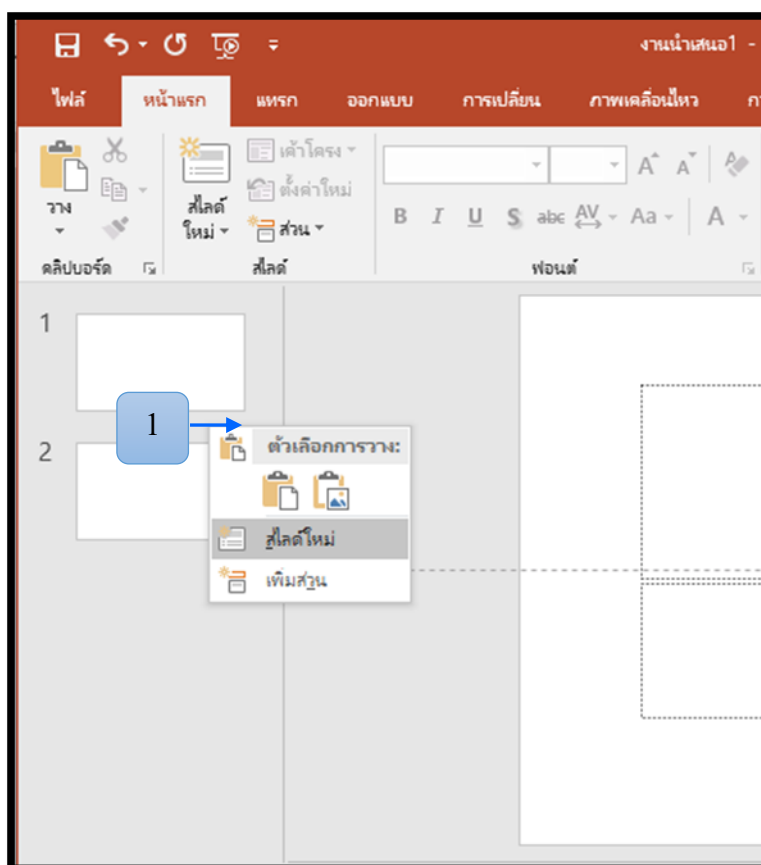 งานนำเสนอ1 -
ไฟล์ หน้าแรก แทรก ออกแบบ การเปลี่ยน ภาพเคลื่อนไหว ก
วาง
สไลด์
ใหม่
เค้าโครง
ตั้งค่าใหม่
ส่วน
B I U S abc AV Aa A
A A
คลิปบอร์ด สไลด์ ฟอนต์
1
1
2
ตัวเลือกการวาง:
สไลด์ใหม่
เพิ่มส่วน